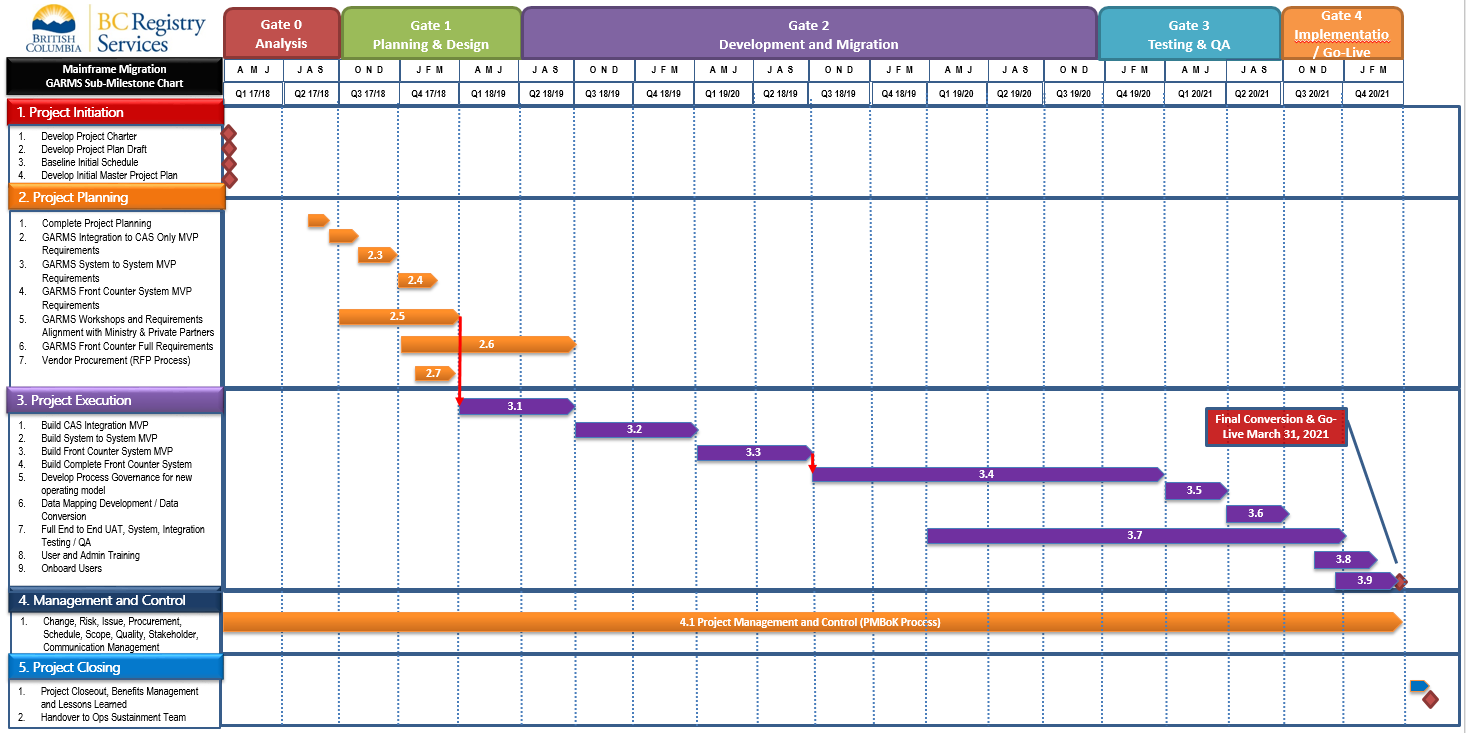 BRITISH
COLUMBIA
BC Registry
Services
Gate 0
Analysis
Gate 1
Planning & Design
Gate 2
Development and Migration
Gate 3
Testing & QA
Gate 4
Implementatio
/ Go-Live
Mainframe Migration
GARMS Sub-Milestone Chart
A M J J A S O N D J F M A M J J A S O N D J F M A M J J A S O N D J F M A M J J A S O N D J F M A M J J A S O N D J F M
Q1 17/18 Q2 17/18 Q3 17/18 Q4 17/18 Q1 18/19 Q2 18/19 Q3 18/19 Q4 18/19 Q1 19/20 Q2 19/20 Q3 18/19 Q4 18/19 Q1 19/20 Q2 19/20 Q3 19/20 Q4 19/20 Q1 20/21 Q2 20/21 Q3 20/21 Q4 20/21
1. Project Initiation
1. Develop Project Charter
2. Develop Project Plan Draft
3. Baseline Initial Schedule
4. Develop Initial Master Project Plan
2. Project Planning
1. Complete Project Planning
2. GARMS Integration to CAS Only MVP
Requirements
3. GARMS System to System MVP
Requirements
4. GARMS Front Counter System MVP
Requirements
5. GARMS Workshops and Requirements
Alignment with Ministry & Private Partners
6. GARMS Front Counter Full Requirements
7. Vendor Procurement (RFP Process)
2.3
2.4
2.5
2.6
2.7
3. Project Execution
1. Build CAS Integration MVP
2. Build System to System MVP
3. Build Front Counter System MVP
4. Build Complete Front Counter System
5. Develop Process Governance for new
operating model
6. Data Mapping Development / Data
Conversion
7. Full End to End UAT, System, Integration
Testing / QA
8. User and Admin Training
9. Onboard Users
3.1
3.2
3.3
3.4
3.5
3.6
3.7
3.8
3.9
Final Conversion & Go-
Live March 31, 2021
4. Management and Control
1. Change, Risk, Issue, Procurement,
Schedule, Scope, Quality, Stakeholder,
Communication Management
4.1 Project Management and Control (PMBoK Process)
5. Project Closing
1. Project Closeout, Benefits Management
and Lessons Learned
2. Handover to Ops Sustainment Team